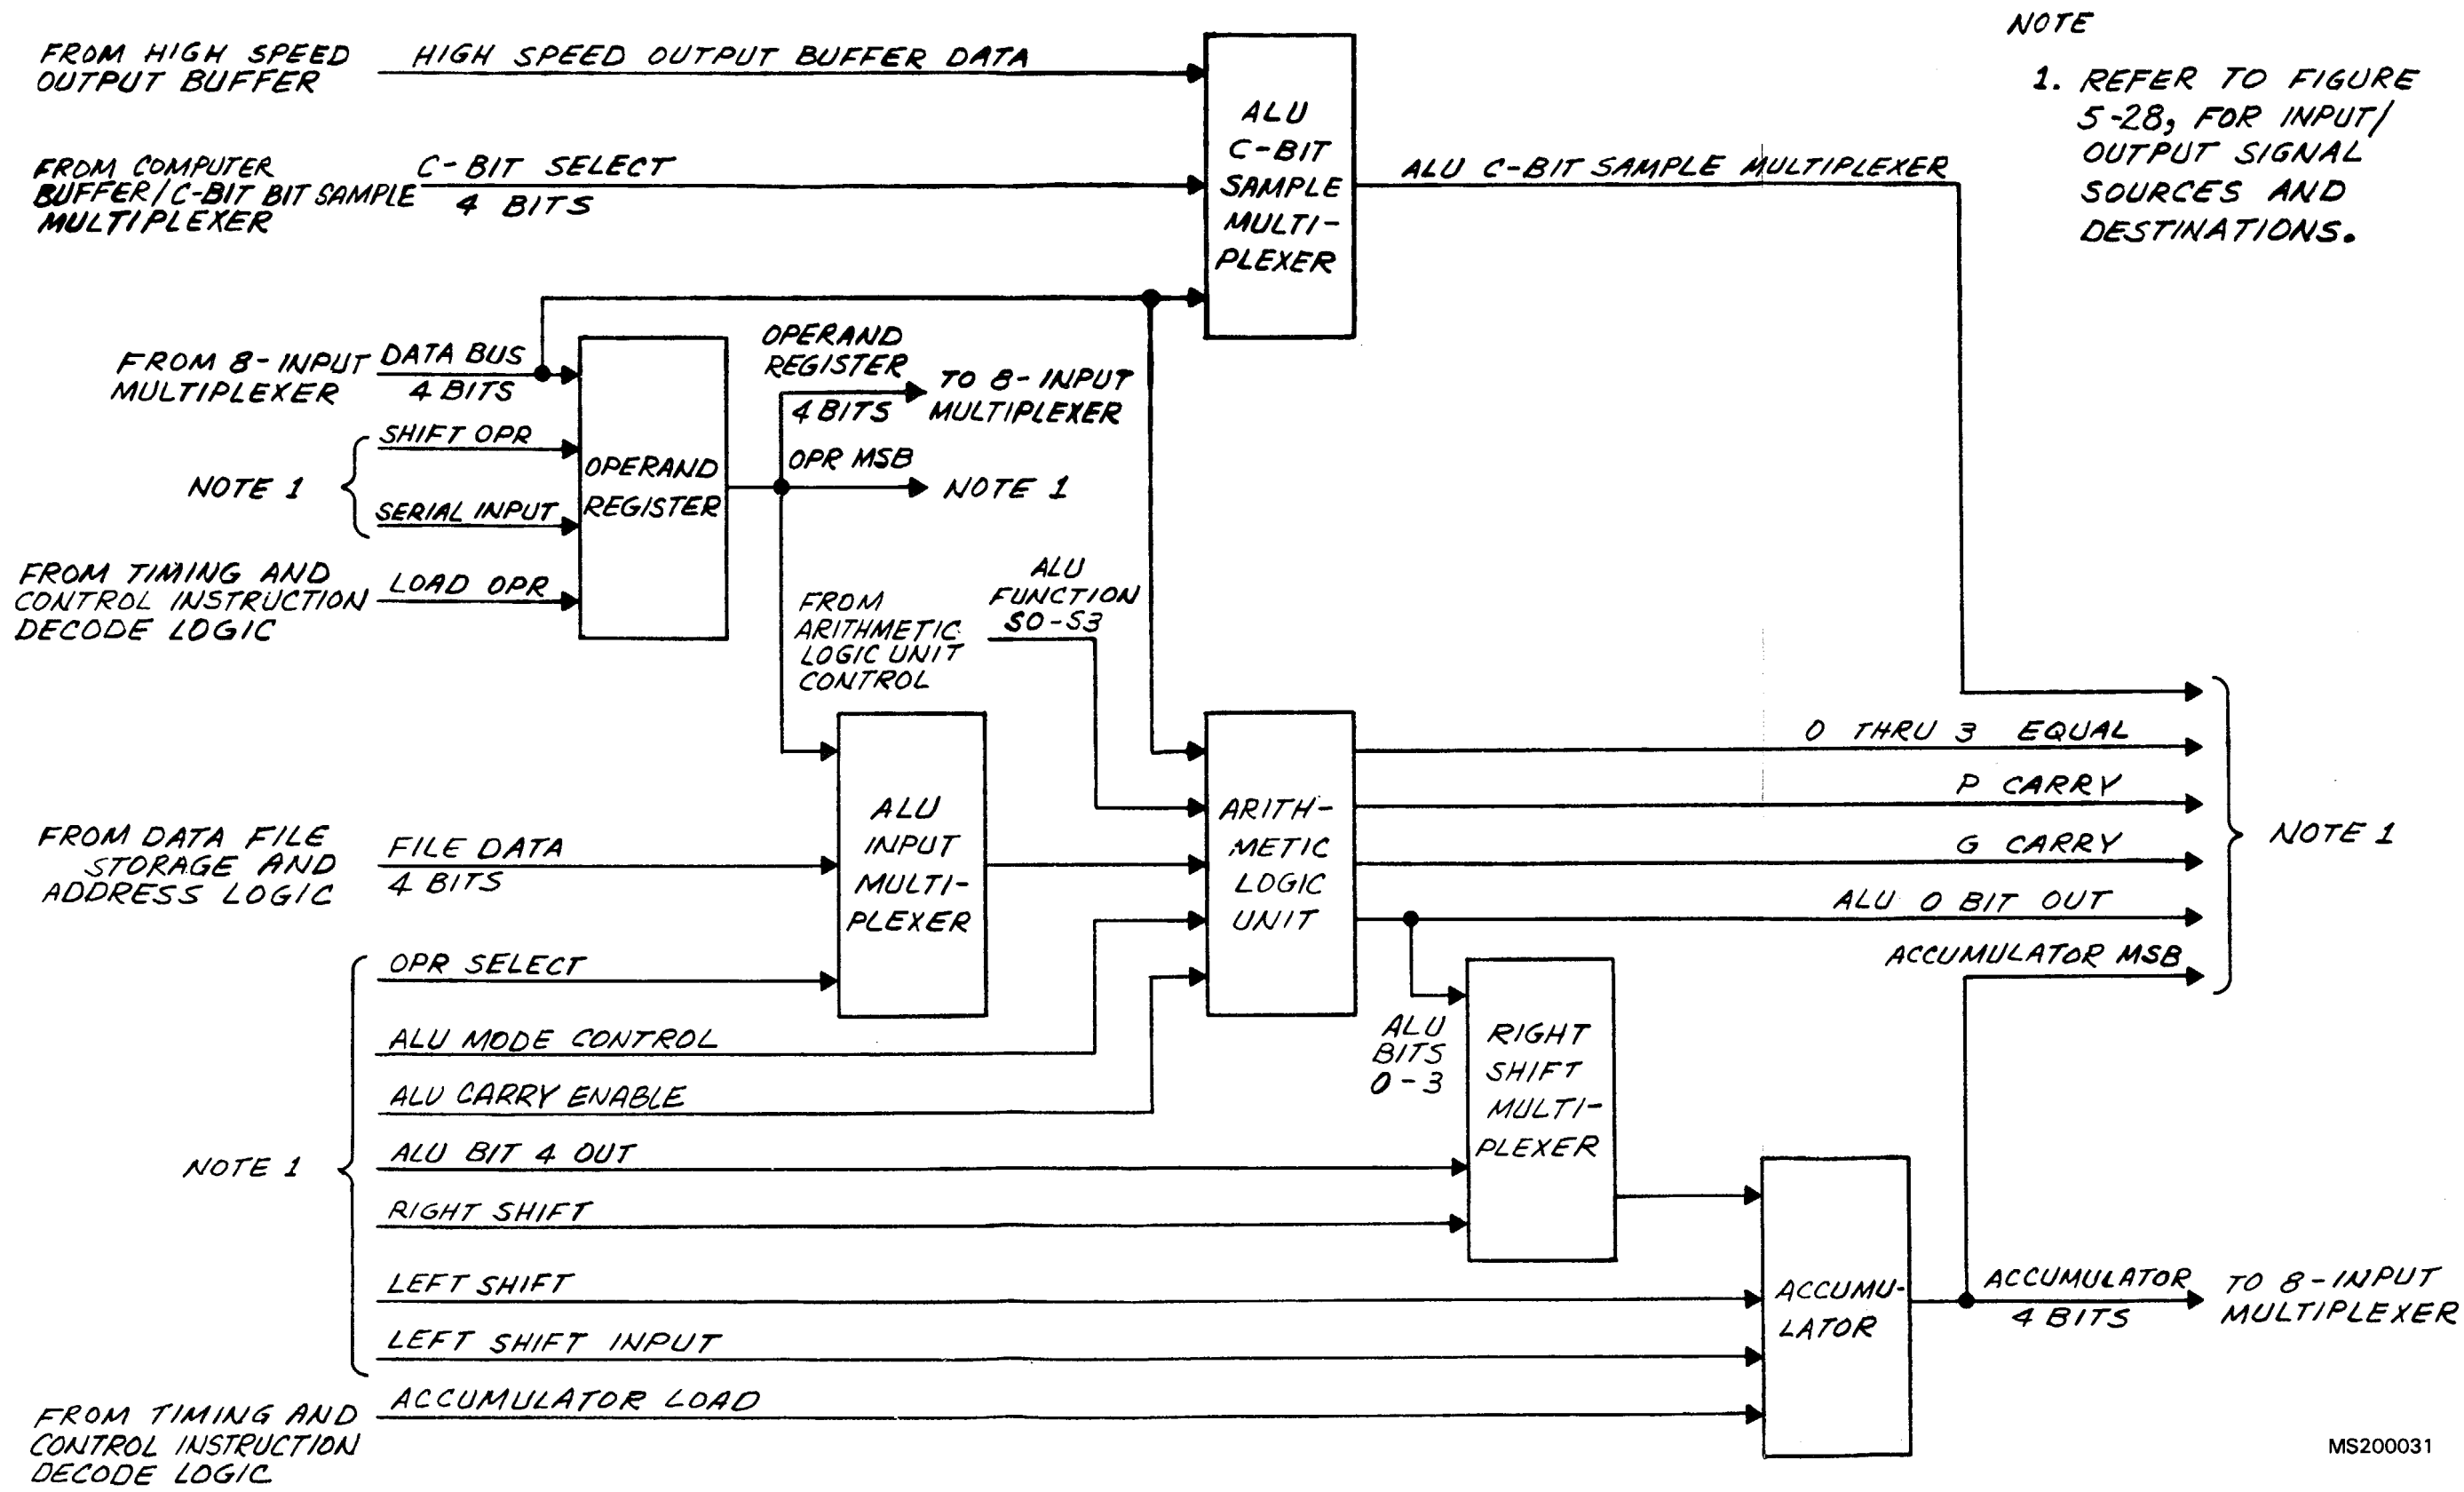 NOTE
1. REFER TO FIGURE
5-28, FOR INPUT/
OUTPUT SIGNAL
SOURCES AND
DESTINATIONS.
FROM HIGH SPEED
OUTPUT BUFFER
HIGH SPEED OUTPUT BUFFER DATA
FROM COMPUTER
BUFFER/C-BIT BIT SAMPLE
MULTIPLEXER
C-BIT SELECT
4 BITS
ALU
C-BIT
SAMPLE
MULTI-
PLEXER
ALU C-BIT SAMPLE MULTIPLEXER
FROM 8-INPUT
MULTIPLEXER
DATA BUS
4 BITS
NOTE 1
SHIFT OPR
SERIAL INPUT
FROM TIMING AND
CONTROL INSTRUCTION
DECODE LOGIC
LOAD OPR
OPERAND
REGISTER
OPERAND
REGISTER
4 BITS
TO 8-INPUT
MULTIPLEXER
OPR MSB
NOTE 1
FROM
ARITHMETIC
LOGIC UNIT
CONTROL
ALU
FUNCTION
S0-S3
FROM DATA FILE
STORAGE AND
ADDRESS LOGIC
FILE DATA
4 BITS
ALU
INPUT
MULTI-
PLEXER
ARITH-
METIC
LOGIC
UNIT
0 THRU 3 EQUAL
P CARRY
G CARRY
ALU 0 BIT OUT
ACCUMULATOR MSB
NOTE 1
NOTE 1
OPR SELECT
ALU MODE CONTROL
ALU CARRY ENABLE
ALU BIT 4 OUT
RIGHT SHIFT
LEFT SHIFT
LEFT SHIFT INPUT
ALU
BITS
0-3
RIGHT
SHIFT
MULTI-
PLEXER
FROM TIMING AND
CONTROL INSTRUCTION
DECODE LOGIC
ACCUMULATOR LOAD
ACCUMU-
LATOR
ACCUMULATOR
4 BITS
TO 8-INPUT
MULTIPLEXER
MS200031